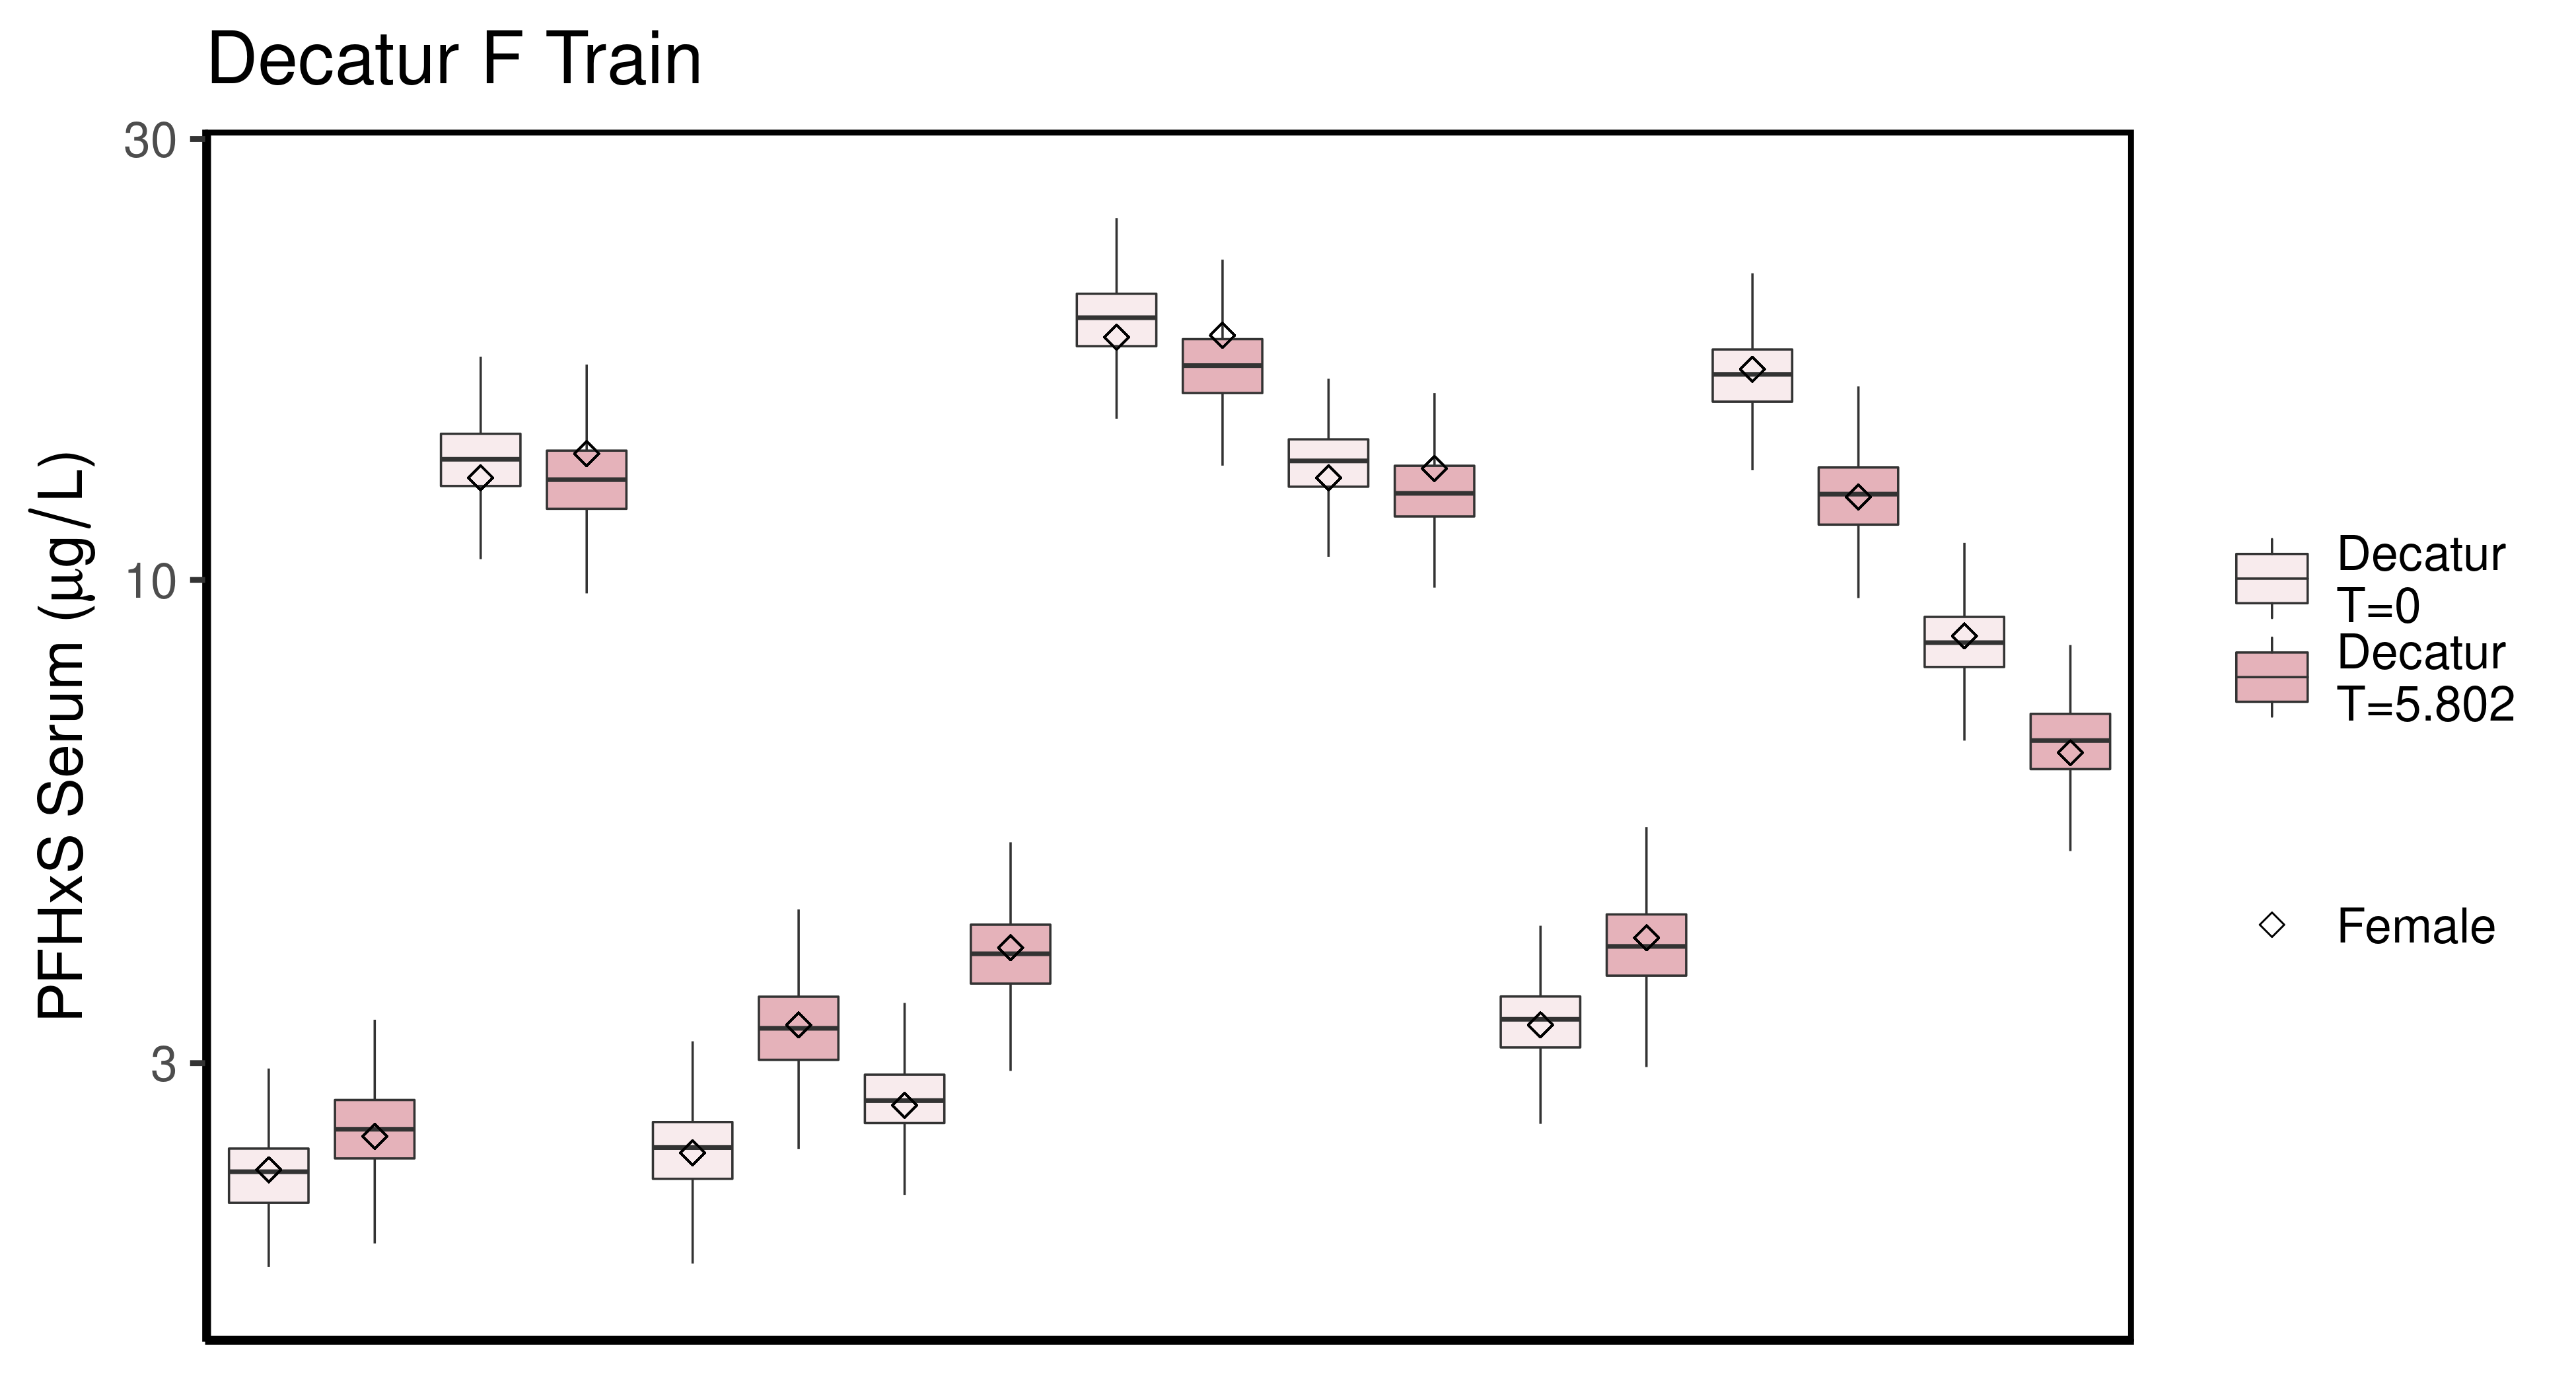 Decatur F Train
30
10
3
PFHxS Serum (μg/L)
Decatur
T=0
Decatur
T=5.802
Female